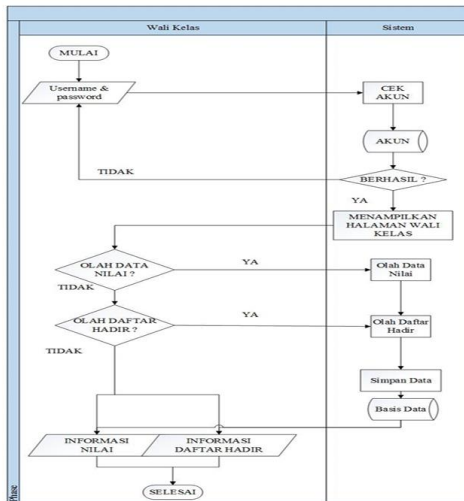 Wali Kelas
Sistem
MULAI
Username &
password
CEK
AKUN
AKUN
TIDAK
BERHASIL ?
YA
MENAMPILKAN
HALAMAN WALI
KELAS
OLAH DATA
NILAI ?
YA
Olah Data
Nilai
TIDAK
OLAH DAFTAR
HADIR ?
YA
Olah Daftar
Hadir
TIDAK
Simpan Data
Basis Data
INFORMASI
NILAI
INFORMASI
DAFTAR HADIR
SELESAI
Phase